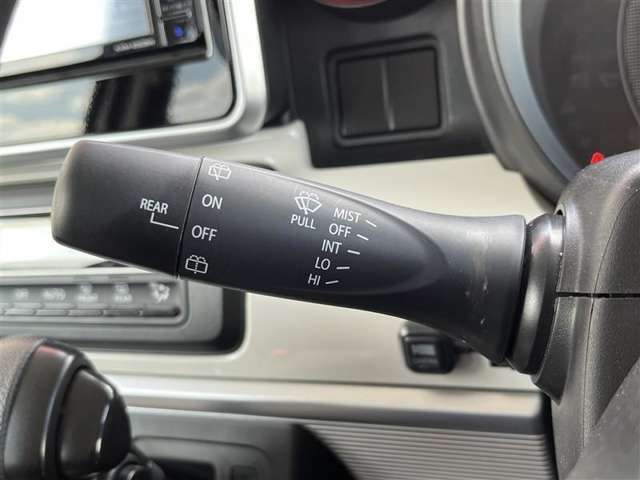 REAR
ON
OFF
PULL
MIST
OFF
INT
LO
HI